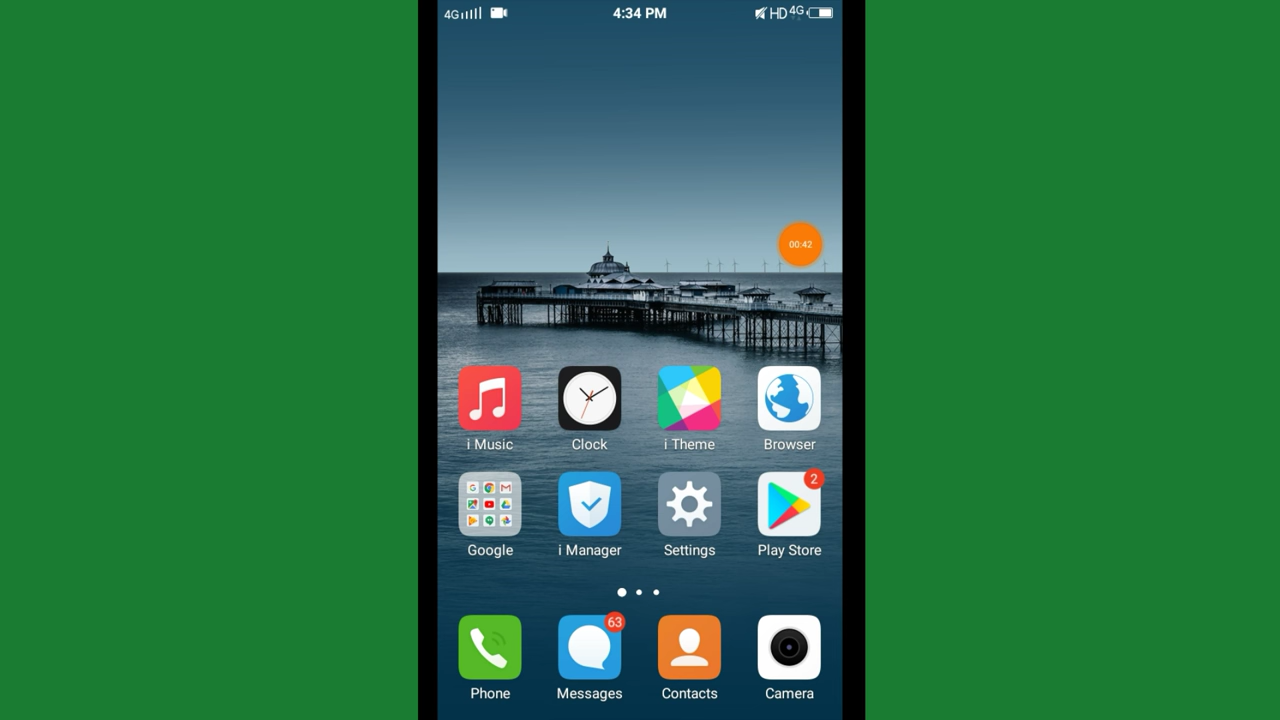 4G 4:34 PM HD 4G
00:42
i Music Clock i Theme Browser
2
Google i Manager Settings Play Store
63
Phone Messages Contacts Camera